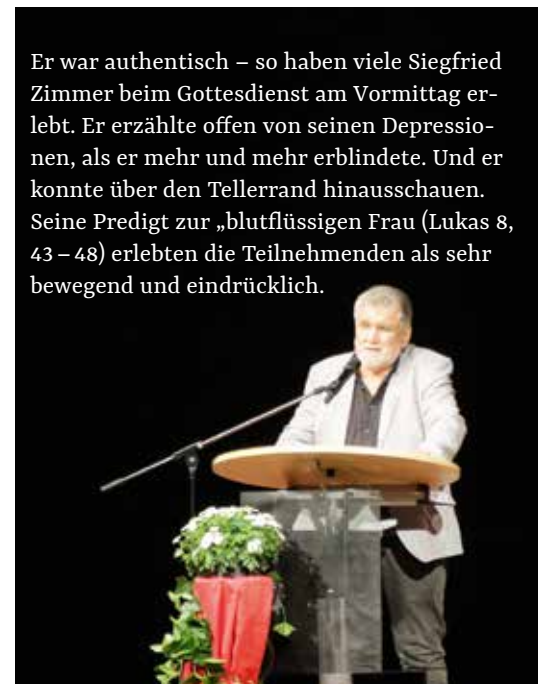 Er war authentisch – so haben viele Siegfried
Zimmer beim Gottesdienst am Vormittag er-
lebt. Er erzählte offen von seinen Depressio-
nen, als er mehr und mehr erblindete. Und er
konnte über den Tellerrand hinausschauen.
Seine Predigt zur „blutflüssigen Frau (Lukas 8,
43 – 48) erlebten die Teilnehmenden als sehr
bewegend und eindrücklich.